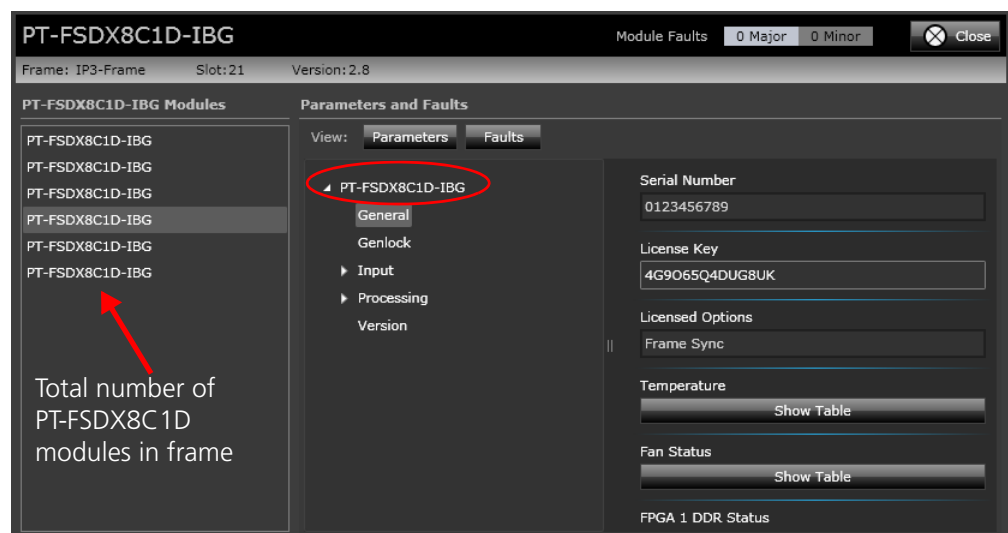 PT-FSDX8C1D-IBG
Module Faults 0 Major 0 Minor Close
Frame: IP3-Frame Slot:21 Version:2.8
PT-FSDX8C1D-IBG Modules
PT-FSDX8C1D-IBG
PT-FSDX8C1D-IBG
PT-FSDX8C1D-IBG
PT-FSDX8C1D-IBG
PT-FSDX8C1D-IBG
PT-FSDX8C1D-IBG
Total number of
PT-FSDX8C1D
modules in frame
Parameters and Faults
View: Parameters Faults
PT-FSDX8C1D-IBG
General
Genlock
Input
Processing
Version
Serial Number
0123456789
License Key
4G9O65Q4DUG8UK
Licensed Options
Frame Sync
Temperature
Show Table
Fan Status
Show Table
FPGA 1 DDR Status